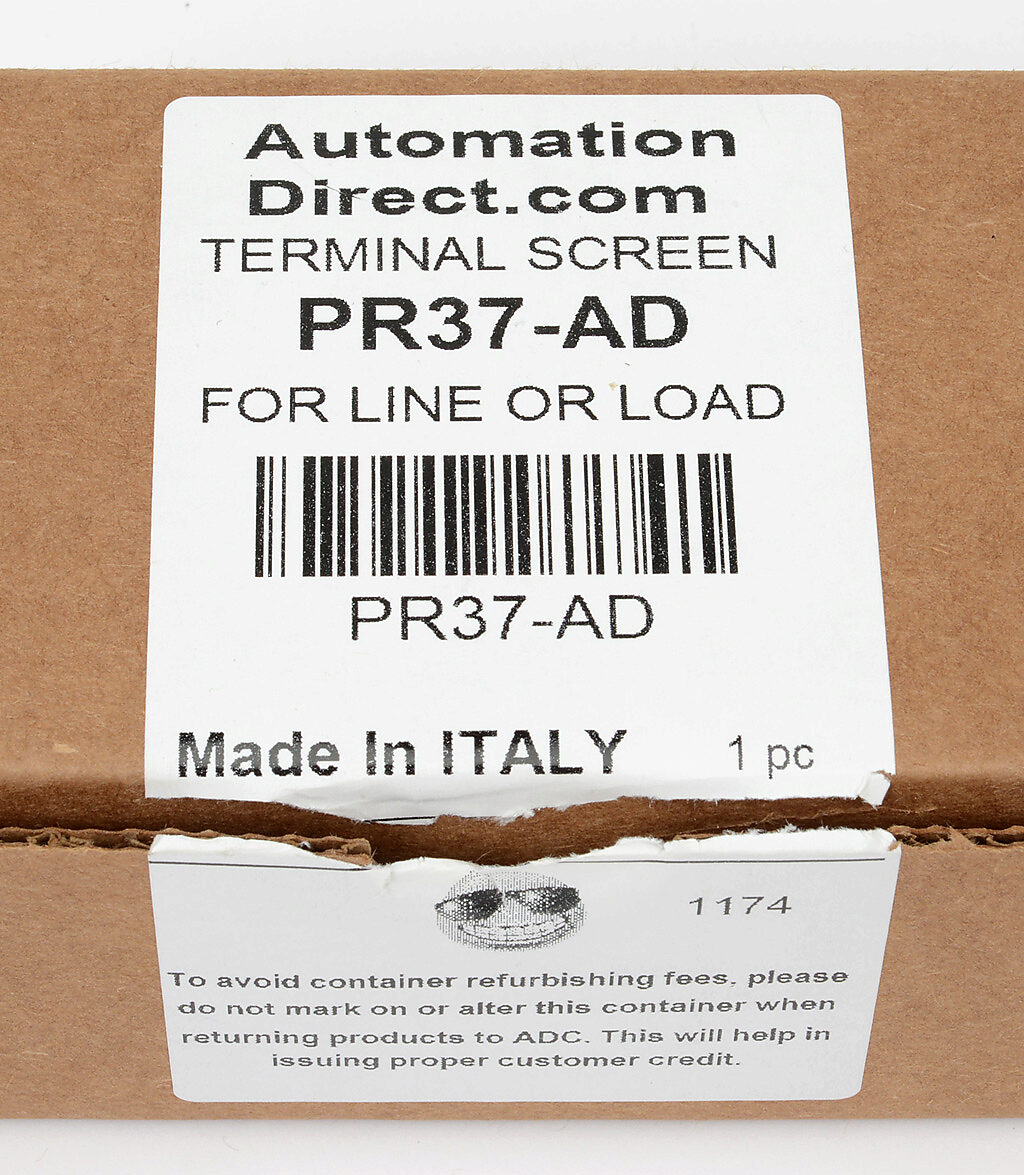 Automation
Direct.com
TERMINAL SCREEN
PR37-AD
FOR LINE OR LOAD
PR37-AD
Made In ITALY 1 pc
1174
To avoid container refurbishing fees, please
do not mark on or alter this container when
returning products to ADC. This will help in
issuing proper customer credit.